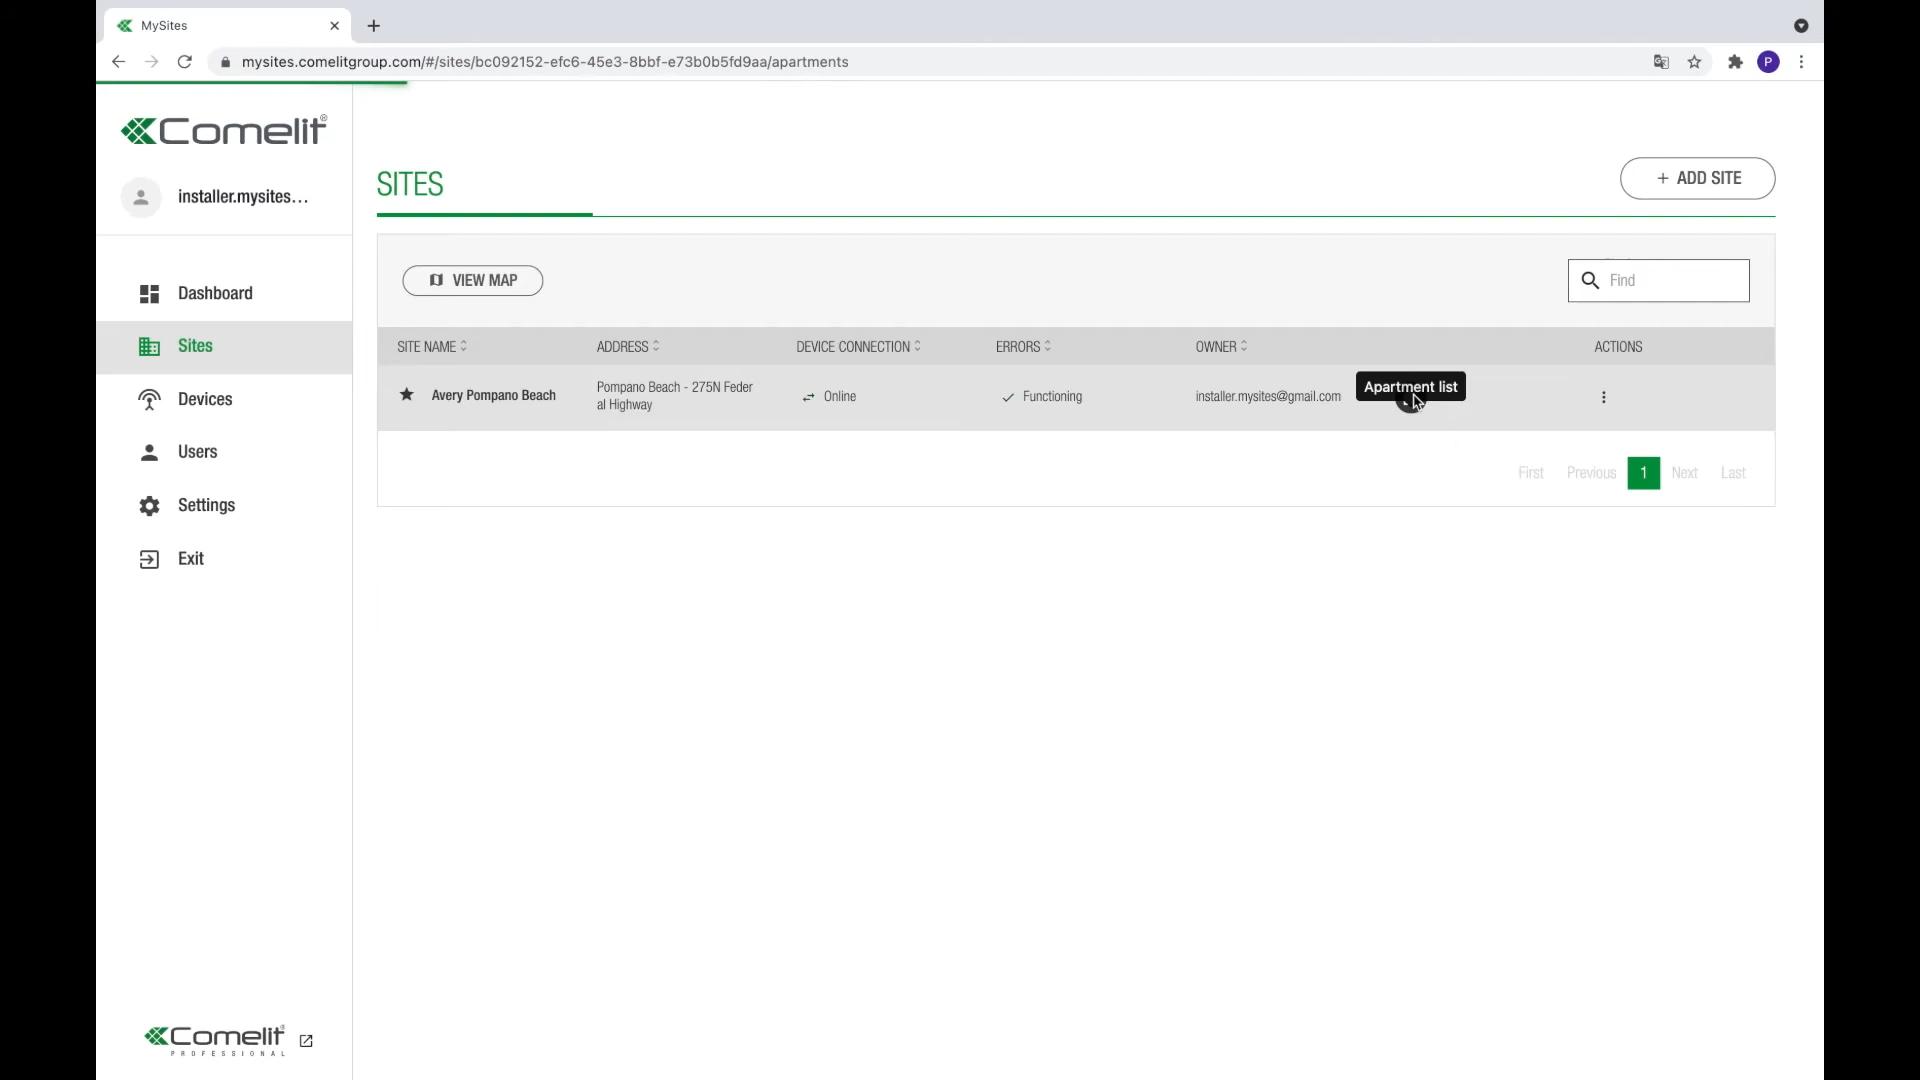 MySites
mysites.comelitgroup.com/#/sites/bc092152-efc6-45e3-8bbf-e73b0b5fd9aa/apartments
P
Comelit®
installer.mysites...
SITES
+ ADD SITE
VIEW MAP
Find
Dashboard
Sites
Devices
Users
Settings
Exit
SITE NAME
ADDRESS
DEVICE CONNECTION
ERRORS
OWNER
ACTIONS
Avery Pompano Beach
Pompano Beach - 275N Feder
al Highway
Online
Functioning
installer.mysites@gmail.com
Apartment list
First Previous 1 Next Last
Comelit®
PROFESSIONAL